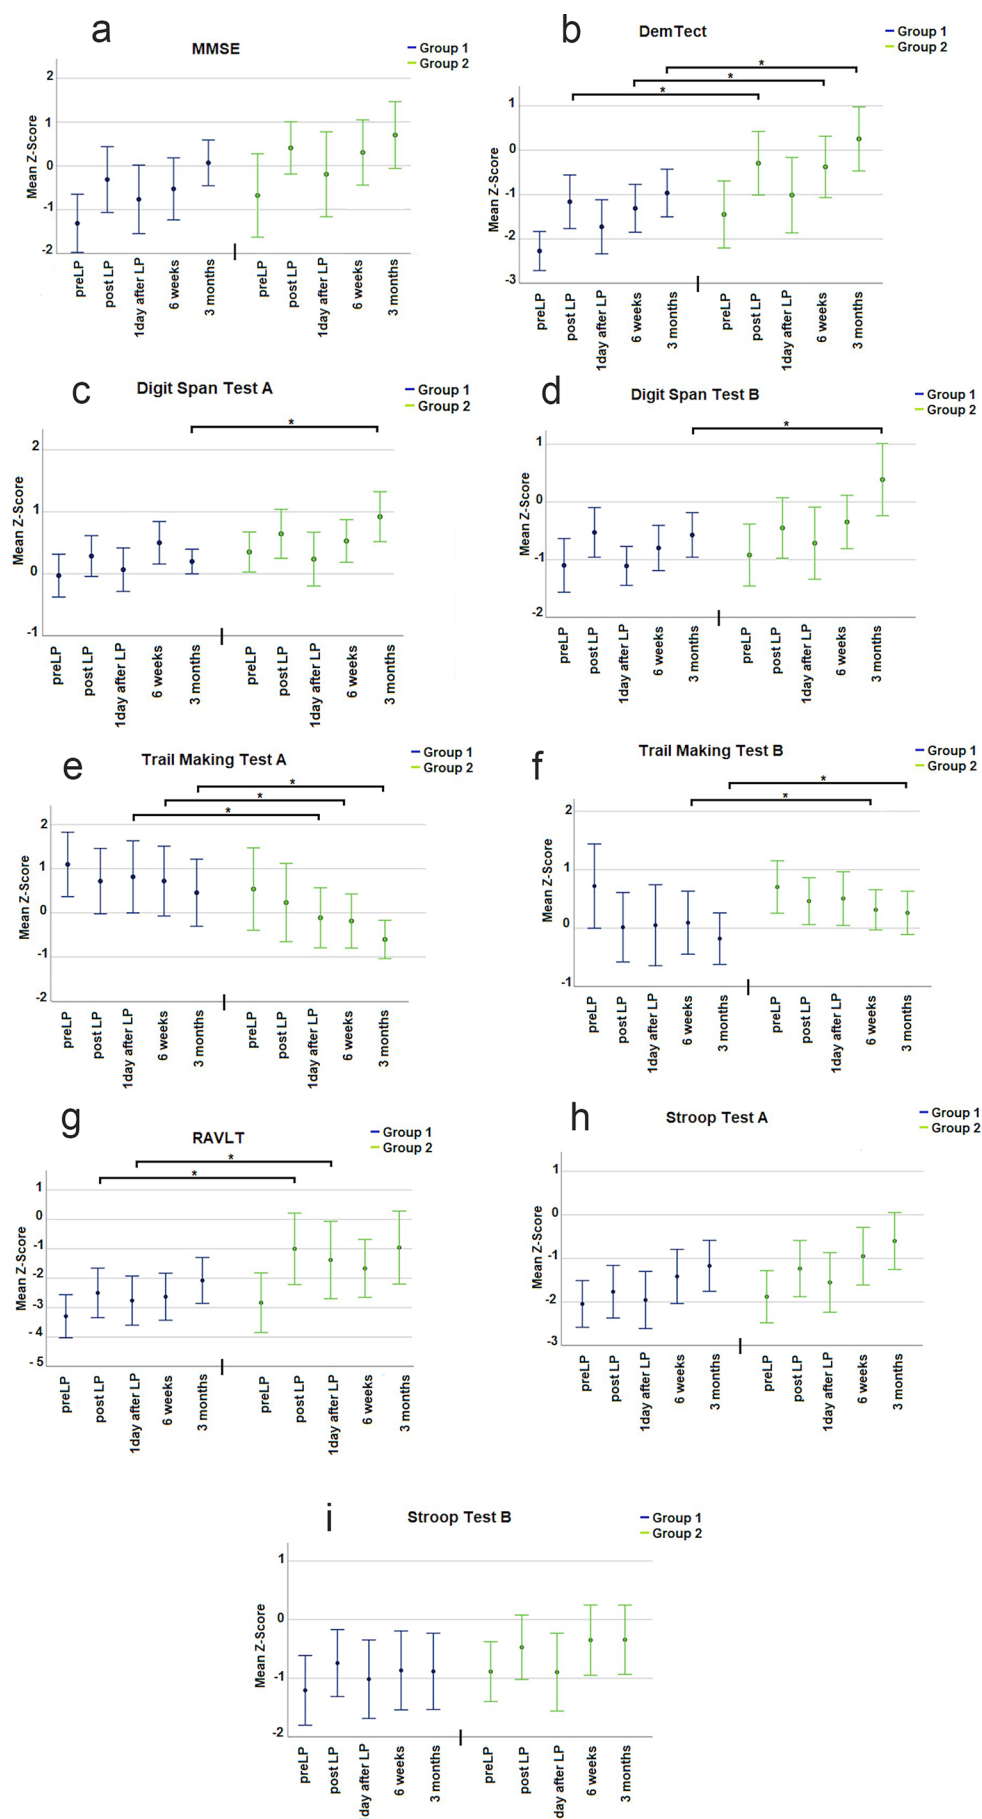 a
MMSE
Group 1
Group 2
Mean Z-Score
2
1
0
-1
-2
preLP
post LP
1day after LP
6 weeks
3 months
preLP
post LP
1day after LP
6 weeks
3 months
b
DemTect
Group 1
Group 2
*
*
*
Mean Z-Score
1
0
-1
-2
-3
preLP
post LP
1day after LP
6 weeks
3 months
preLP
post LP
1day after LP
6 weeks
3 months
c
Digit Span Test A
Group 1
Group 2
*
Mean Z-Score
2
1
0
-1
preLP
post LP
1day after LP
6 weeks
3 months
preLP
post LP
1day after LP
6 weeks
3 months
d
Digit Span Test B
Group 1
Group 2
*
Mean Z-Score
1
0
-1
-2
preLP
post LP
1day after LP
6 weeks
3 months
preLP
post LP
1day after LP
6 weeks
3 months
e
Trail Making Test A
Group 1
Group 2
*
*
*
Mean Z-Score
2
1
0
-1
-2
preLP
post LP
1day after LP
6 weeks
3 months
preLP
post LP
1day after LP
6 weeks
3 months
f
Trail Making Test B
Group 1
Group 2
*
*
Mean Z-Score
2
1
0
-1
preLP
post LP
1day after LP
6 weeks
3 months
preLP
post LP
1day after LP
6 weeks
3 months
g
RAVLT
Group 1
Group 2
*
*
Mean Z-Score
1
0
-1
-2
-3
- 4
- 5
preLP
post LP
1day after LP
6 weeks
3 months
preLP
post LP
1day after LP
6 weeks
3 months
h
Stroop Test A
Group 1
Group 2
Mean Z-Score
1
0
-1
-2
-3
preLP
post LP
1day after LP
6 weeks
3 months
preLP
post LP
1day after LP
6 weeks
3 months
i
Stroop Test B
Group 1
Group 2
Mean Z-Score
1
0
-1
-2
preLP
post LP
1day after LP
6 weeks
3 months
preLP
post LP
day after LP
6 weeks
3 months